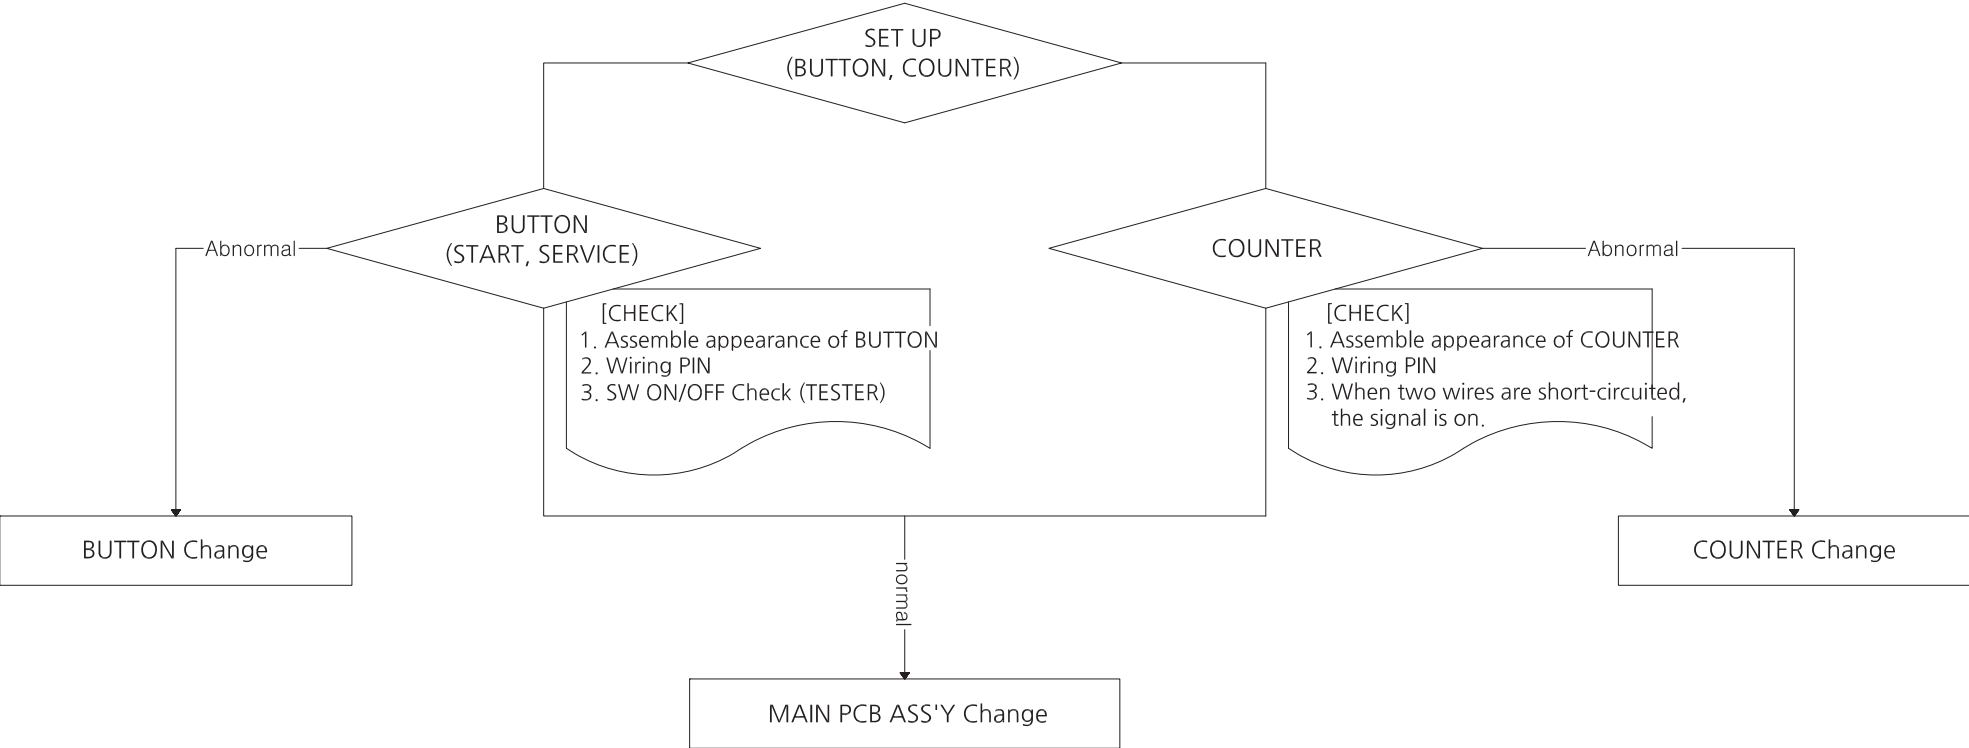 SET UP
(BUTTON, COUNTER)
BUTTON
(START, SERVICE)
Abnormal
COUNTER
Abnormal
[CHECK]
1. Assemble appearance of BUTTON
2. Wiring PIN
3. SW ON/OFF Check (TESTER)
[CHECK]
1. Assemble appearance of COUNTER
2. Wiring PIN
3. When two wires are short-circuited,
the signal is on.
BUTTON Change
COUNTER Change
normal
MAIN PCB ASS'Y Change